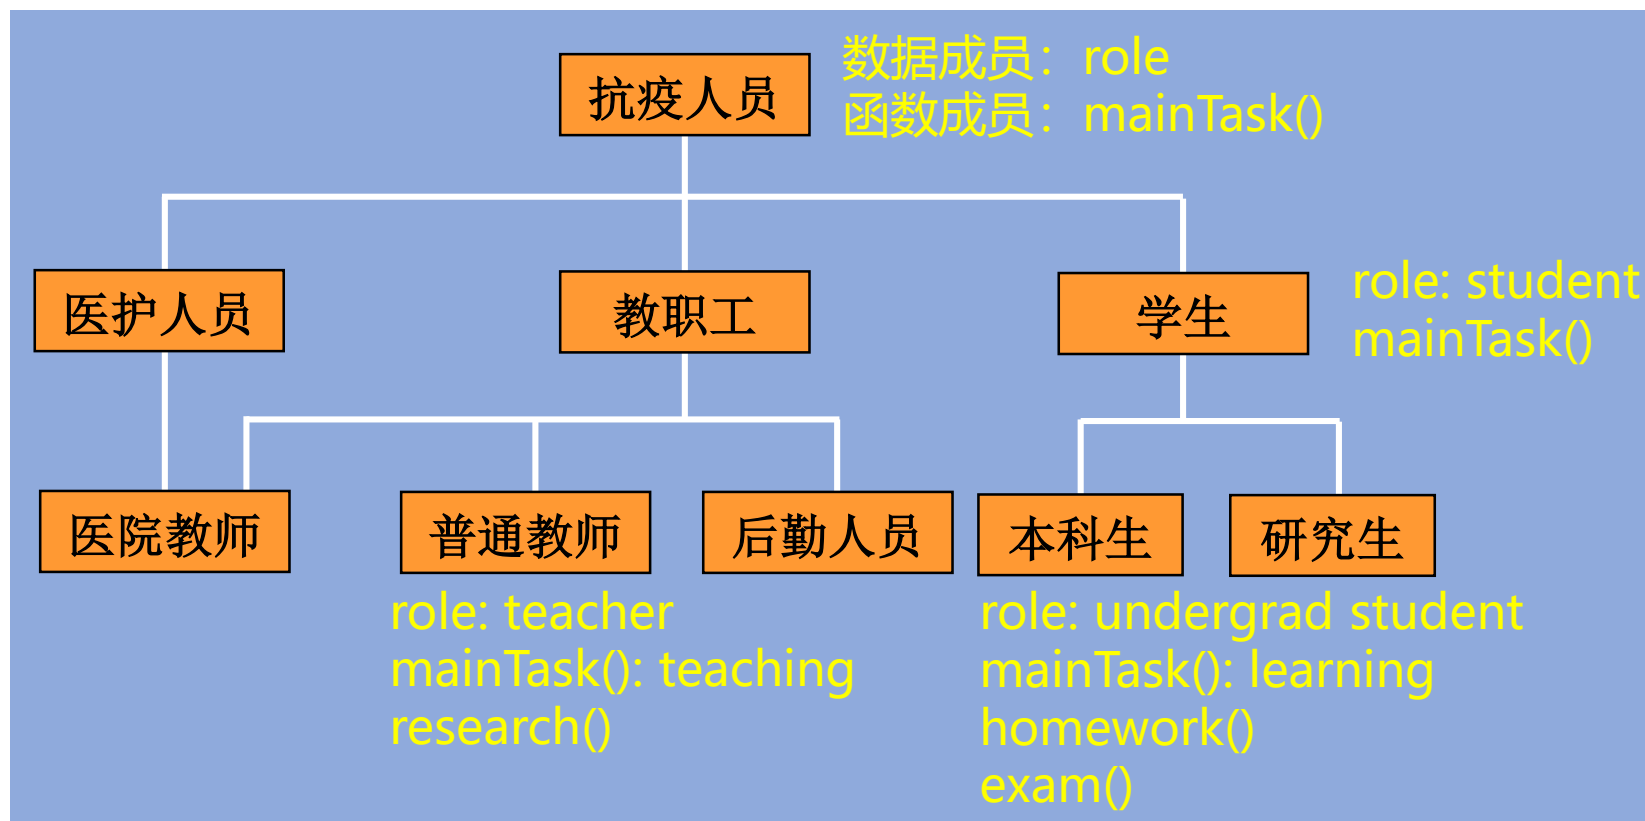 抗疫人员
数据成员：role
函数成员：mainTask()
医护人员
教职工
学生
role: student
mainTask()
医院教师
普通教师
后勤人员
本科生
研究生
role: teacher
mainTask(): teaching
research()
role: undergrad student
mainTask(): learning
homework()
exam()